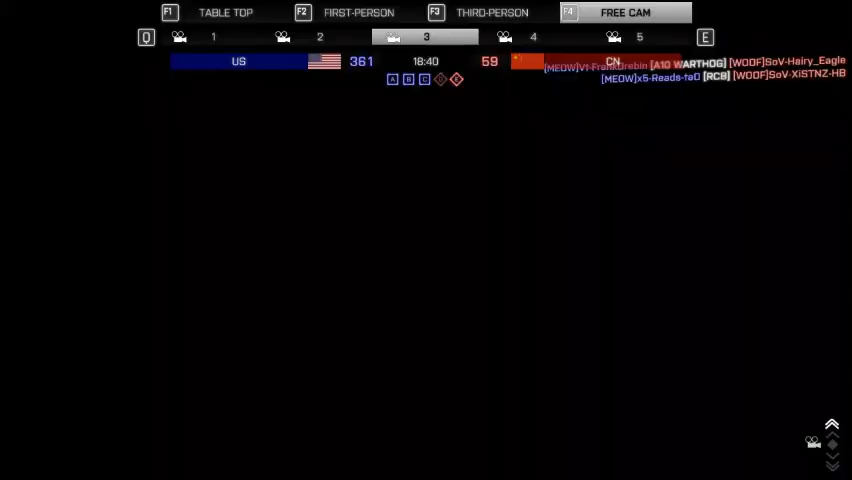 F1 TABLE TOP F2 FIRST-PERSON F3 THIRD-PERSON F4 FREE CAM
Q 1 2 3 4 5 E
US 361 18:40 59 CN
[MEOW]V1-FrankDrebin [A10 WARTHOG] [WOOF]SoV-Hairy_Eagle
A B C D E
[MEOW]x5-Reads-taO [RCB] [WOOF]SoV-XiSTNZ-HB